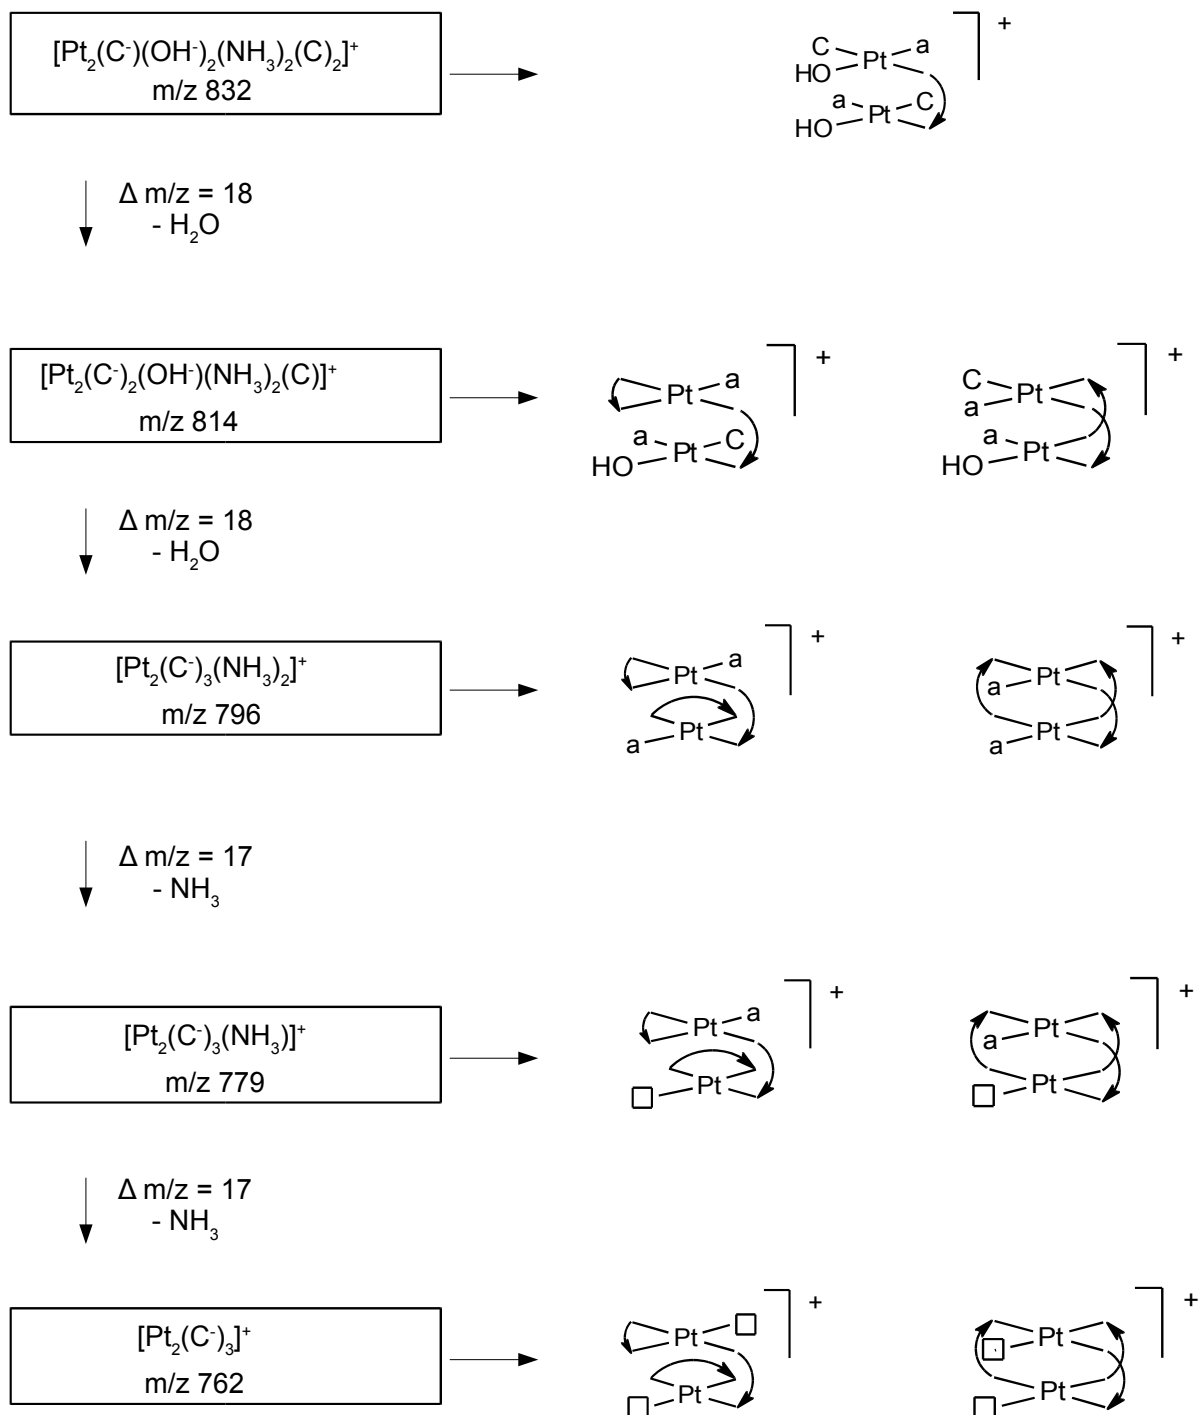 [Pt₂(C⁻)(OH⁻)₂(NH₃)₂(C)₂]⁺
m/z 832
+
C
a
HO
Pt
a
C
Pt
HO
Δ m/z = 18
- H₂O
[Pt₂(C⁻)₂(OH⁻)(NH₃)₂(C)]⁺
m/z 814
+
a
Pt
a
C
Pt
HO
+
C
Pt
a
a
Pt
HO
Δ m/z = 18
- H₂O
[Pt₂(C⁻)₃(NH₃)₂]⁺
m/z 796
+
a
Pt
Pt
a
+
Pt
a
Pt
a
Δ m/z = 17
- NH₃
[Pt₂(C⁻)₃(NH₃)]⁺
m/z 779
+
a
Pt
Pt
+
Pt
a
Pt
Δ m/z = 17
- NH₃
[Pt₂(C⁻)₃]⁺
m/z 762
+
Pt
Pt
+
Pt
Pt